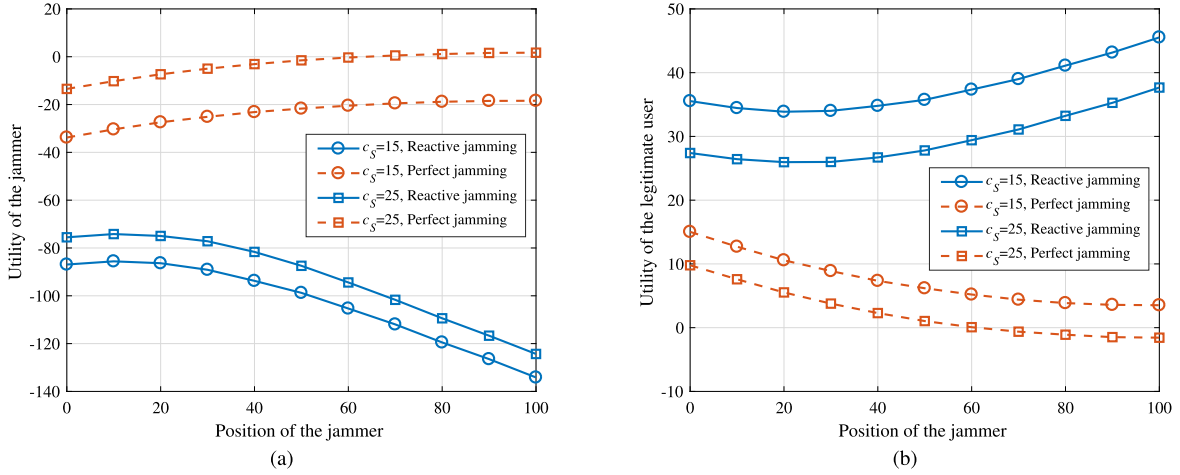 20
0
-20
-40
-60
-80
-100
-120
-140
Utility of the jammer
c_S=15, Reactive jamming
c_S=15, Perfect jamming
c_S=25, Reactive jamming
c_S=25, Perfect jamming
0 20 40 60 80 100
Position of the jammer
(a)
50
40
30
20
10
0
-10
Utility of the legitimate user
c_S=15, Reactive jamming
c_S=15, Perfect jamming
c_S=25, Reactive jamming
c_S=25, Perfect jamming
0 20 40 60 80 100
Position of the jammer
(b)